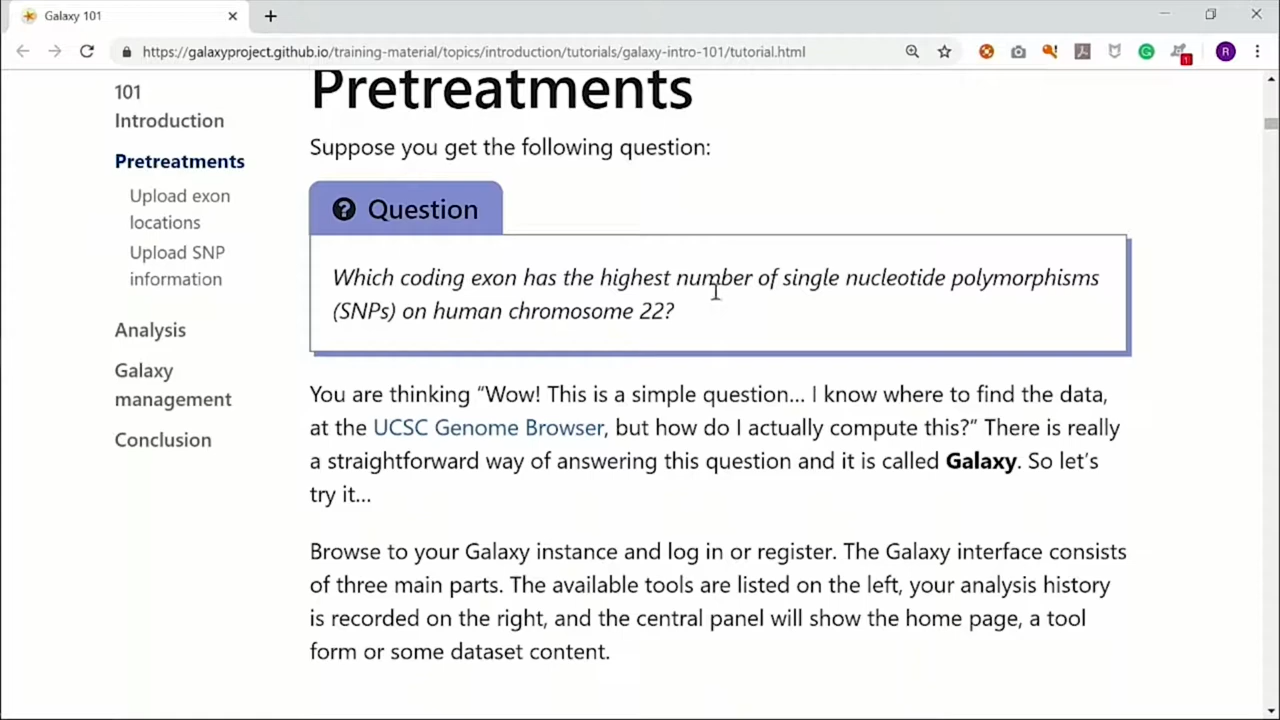 Galaxy 101
https://galaxyproject.github.io/training-material/topics/introduction/tutorials/galaxy-intro-101/tutorial.html
R
1
101
Introduction
Pretreatments
Upload exon
locations
Upload SNP
information
Analysis
Galaxy
management
Conclusion
Pretreatments
Suppose you get the following question:
? Question
Which coding exon has the highest number of single nucleotide polymorphisms
(SNPs) on human chromosome 22?
You are thinking “Wow! This is a simple question… I know where to find the data,
at the UCSC Genome Browser, but how do I actually compute this?” There is really
a straightforward way of answering this question and it is called Galaxy. So let’s
try it…
Browse to your Galaxy instance and log in or register. The Galaxy interface consists
of three main parts. The available tools are listed on the left, your analysis history
is recorded on the right, and the central panel will show the home page, a tool
form or some dataset content.